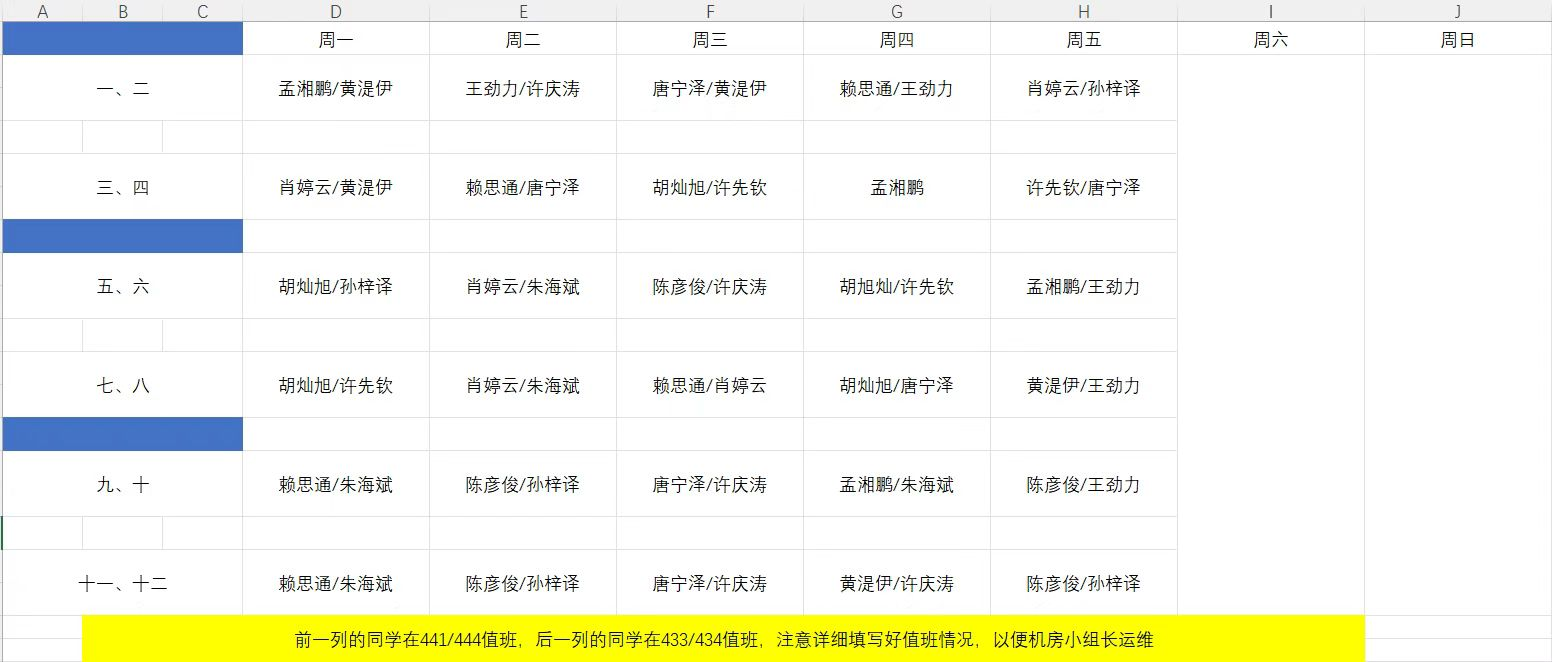 A B C D E F G H I J
周一 周二 周三 周四 周五 周六 周日
一、二 孟湘鹏/黄湜伊 王劲力/许庆涛 唐宁泽/黄湜伊 赖思通/王劲力 肖婷云/孙梓译
三、四 肖婷云/黄湜伊 赖思通/唐宁泽 胡灿旭/许先钦 孟湘鹏 许先钦/唐宁泽
五、六 胡灿旭/孙梓译 肖婷云/朱海斌 陈彦俊/许庆涛 胡旭灿/许先钦 孟湘鹏/王劲力
七、八 胡灿旭/许先钦 肖婷云/朱海斌 赖思通/肖婷云 胡灿旭/唐宁泽 黄湜伊/王劲力
九、十 赖思通/朱海斌 陈彦俊/孙梓译 唐宁泽/许庆涛 孟湘鹏/朱海斌 陈彦俊/王劲力
十一、十二 赖思通/朱海斌 陈彦俊/孙梓译 唐宁泽/许庆涛 黄湜伊/许庆涛 陈彦俊/孙梓译
前一列的同学在441/444值班，后一列的同学在433/434值班，注意详细填写好值班情况，以便机房小组长运维